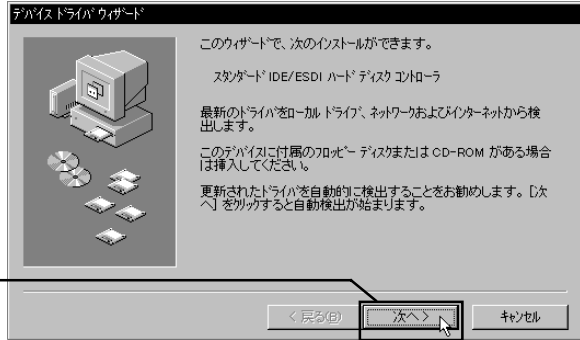 ﾃﾞﾊﾞｲｽ ﾄﾞﾗｲﾊﾞ ｳｨｻﾞｰﾄﾞ
このｳｨｻﾞｰﾄﾞで、次のｲﾝｽﾄｰﾙができます。
ｽﾀﾝﾀﾞｰﾄﾞ IDE/ESDI ﾊｰﾄﾞ ﾃﾞｨｽｸ ｺﾝﾄﾛｰﾗ
最新のﾄﾞﾗｲﾊﾞをﾛｰｶﾙ ﾄﾞﾗｲﾌﾞ、ﾈｯﾄﾜｰｸおよびｲﾝﾀｰﾈｯﾄから検
出します。
このﾃﾞﾊﾞｲｽに付属のﾌﾛｯﾋﾟｰ ﾃﾞｨｽｸまたは CD-ROM がある場合
は挿入してください。
更新されたﾄﾞﾗｲﾊﾞを自動的に検出することをお勧めします。［次
へ］をｸﾘｯｸすると自動検出が始まります。
< 戻る(B)
次へ >
ｷｬﾝｾﾙ